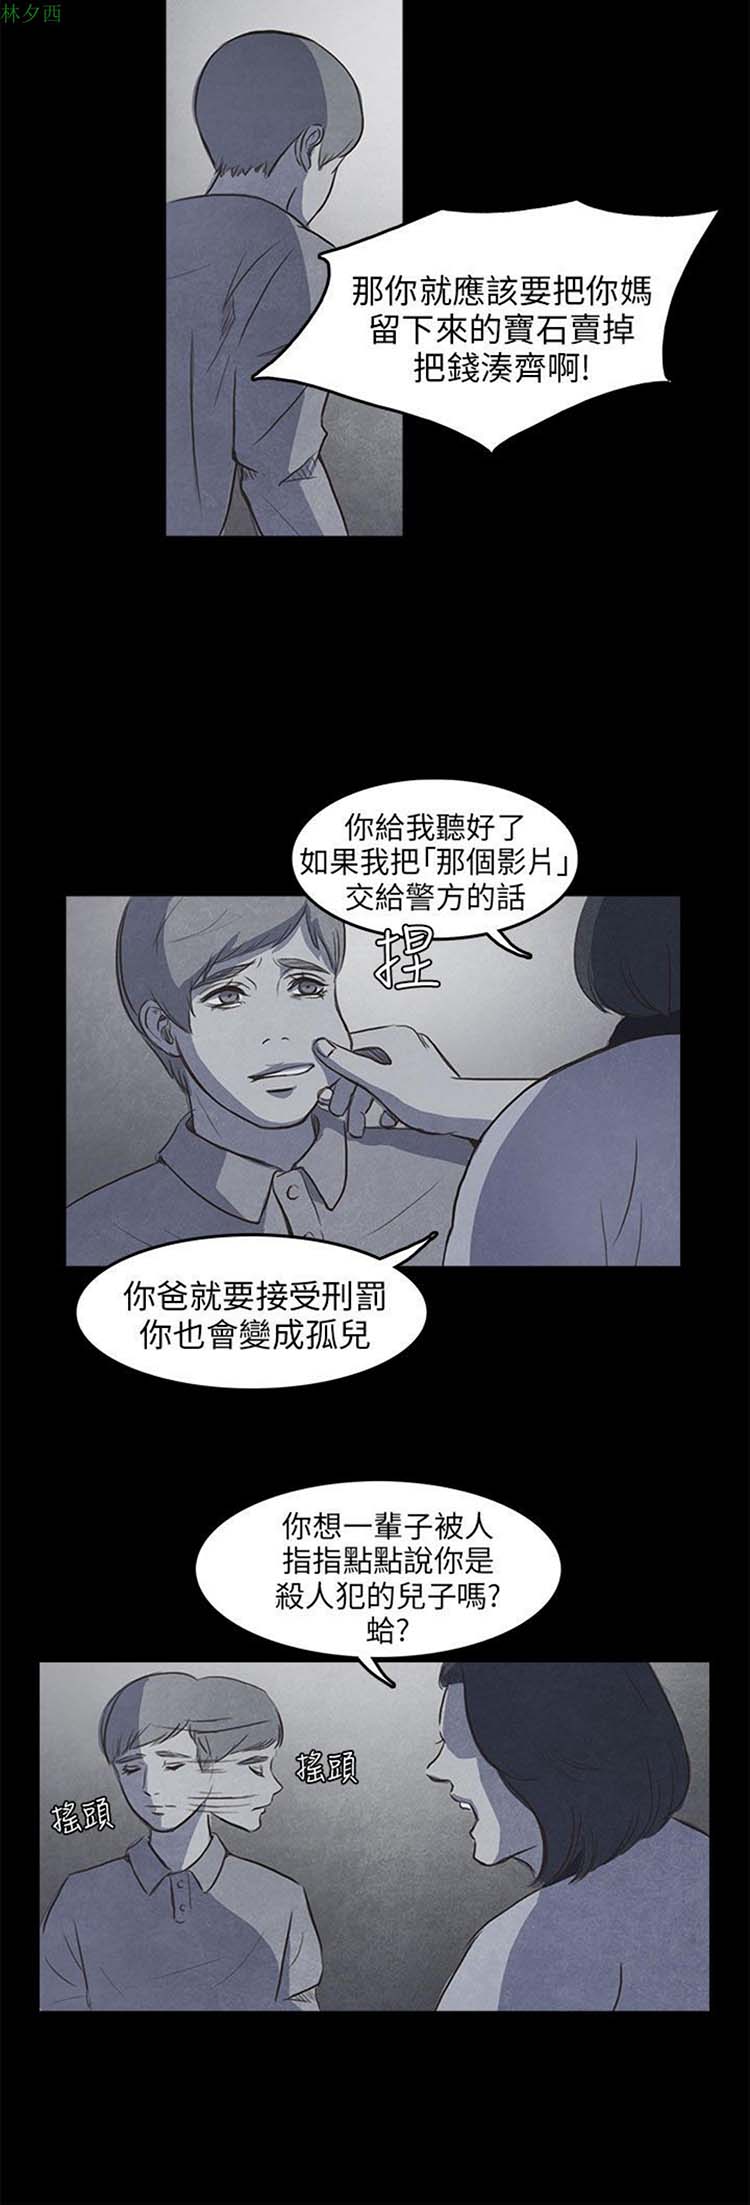 林夕西
那你就應該要把你媽
留下來的寶石賣掉
把錢湊齊啊!
你給我聽好了
如果我把「那個影片」
交給警方的話
捏
你爸就要接受刑罰
你也會變成孤兒
你想一輩子被人
指指點點說你是
殺人犯的兒子嗎?
蛤?
搖頭
搖頭